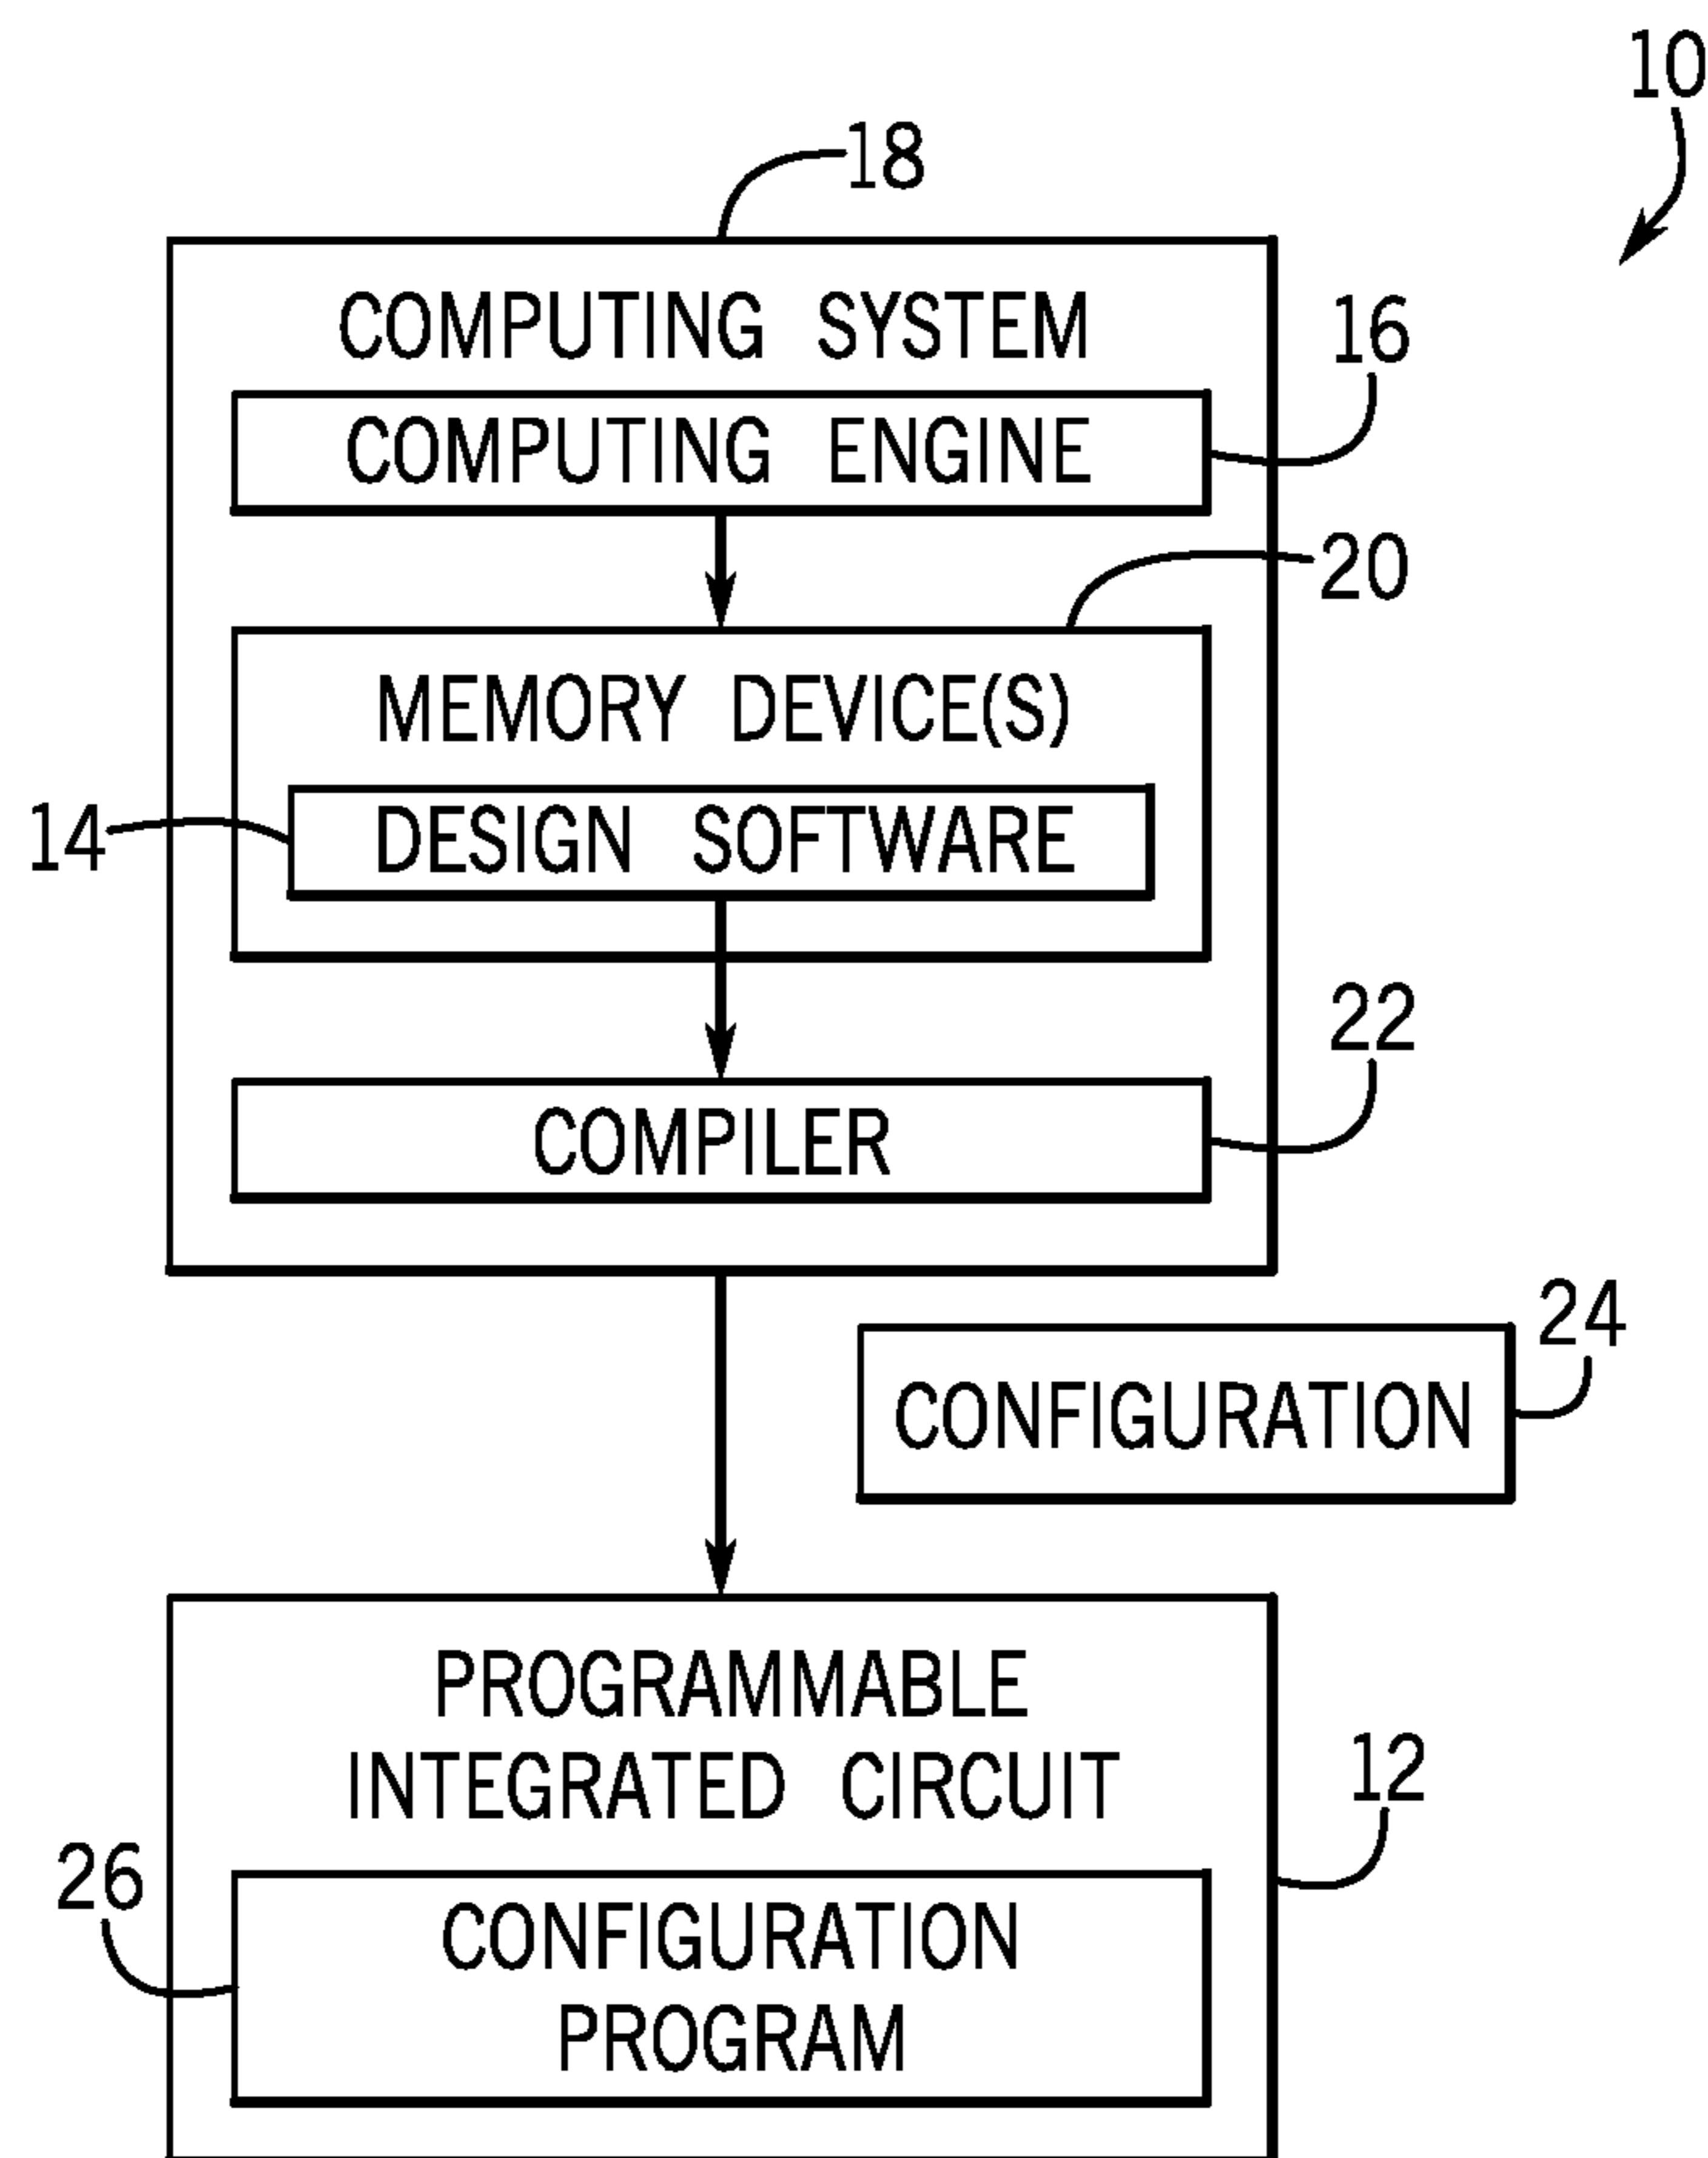 10
18
COMPUTING SYSTEM
16
COMPUTING ENGINE
20
MEMORY DEVICE(S)
14
DESIGN SOFTWARE
22
COMPILER
24
CONFIGURATION
PROGRAMMABLE
INTEGRATED CIRCUIT
12
26
CONFIGURATION
PROGRAM